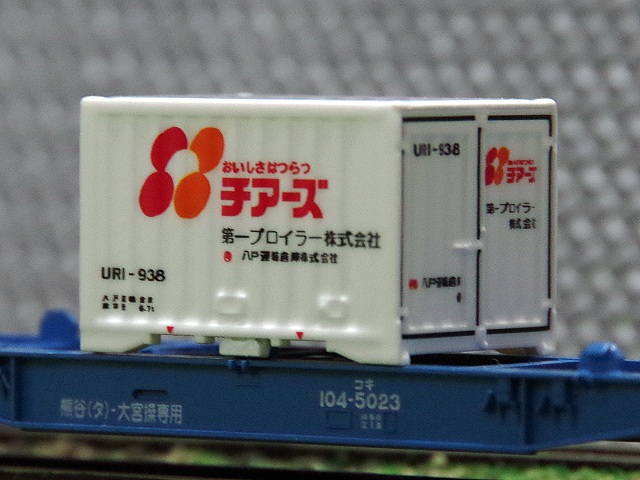 おいしさはつらつ
チアーズ
第一ブロイラー株式会社
八戸運輸倉庫株式会社
URI-938
URI-938
チアーズ
第一ブロイラー
株式会社
コキ
104-5023
熊谷(タ)-大宮操専用